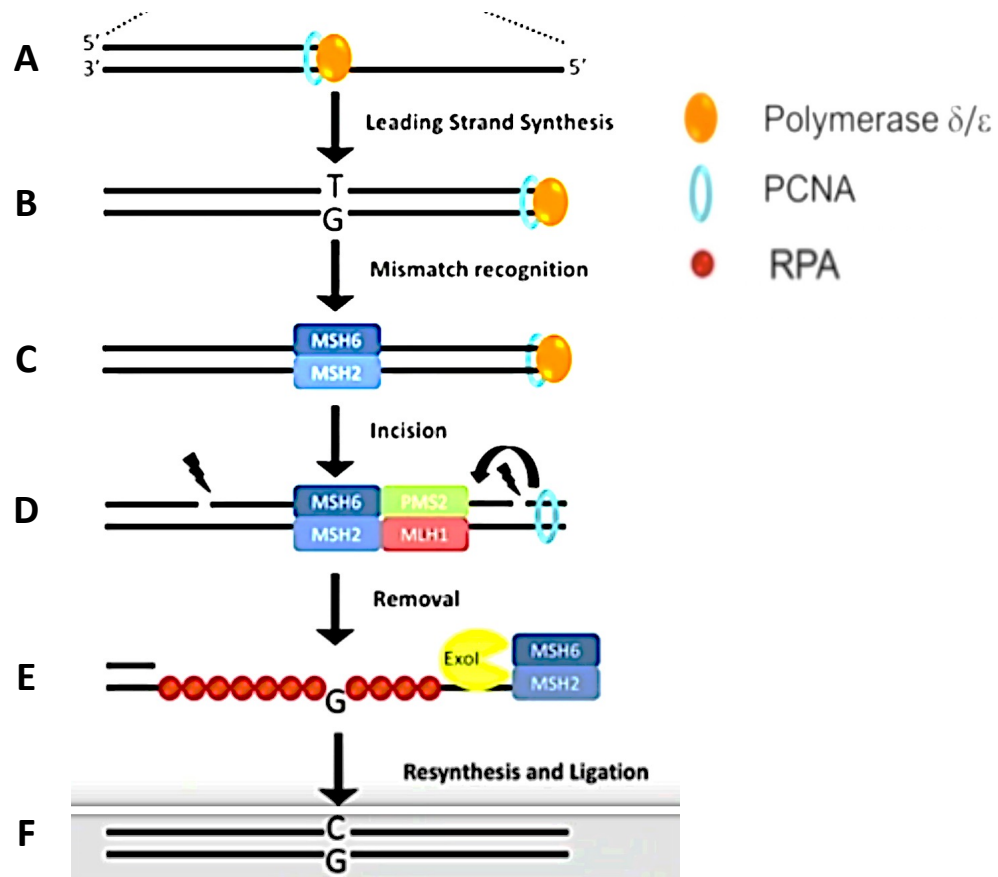 A
5′
3′
5′
Leading Strand Synthesis
Polymerase δ/ε
PCNA
RPA
B
T
G
Mismatch recognition
C
MSH6
MSH2
Incision
D
MSH6 PMS2
MSH2 MLH1
Removal
E
ExoI
MSH6
MSH2
G
Resynthesis and Ligation
F
C
G